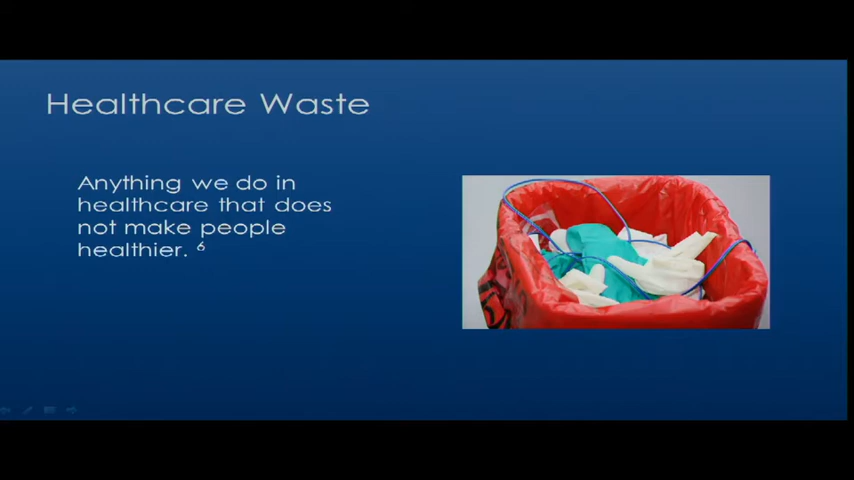 Healthcare Waste
Anything we do in
healthcare that does
not make people
healthier. 6